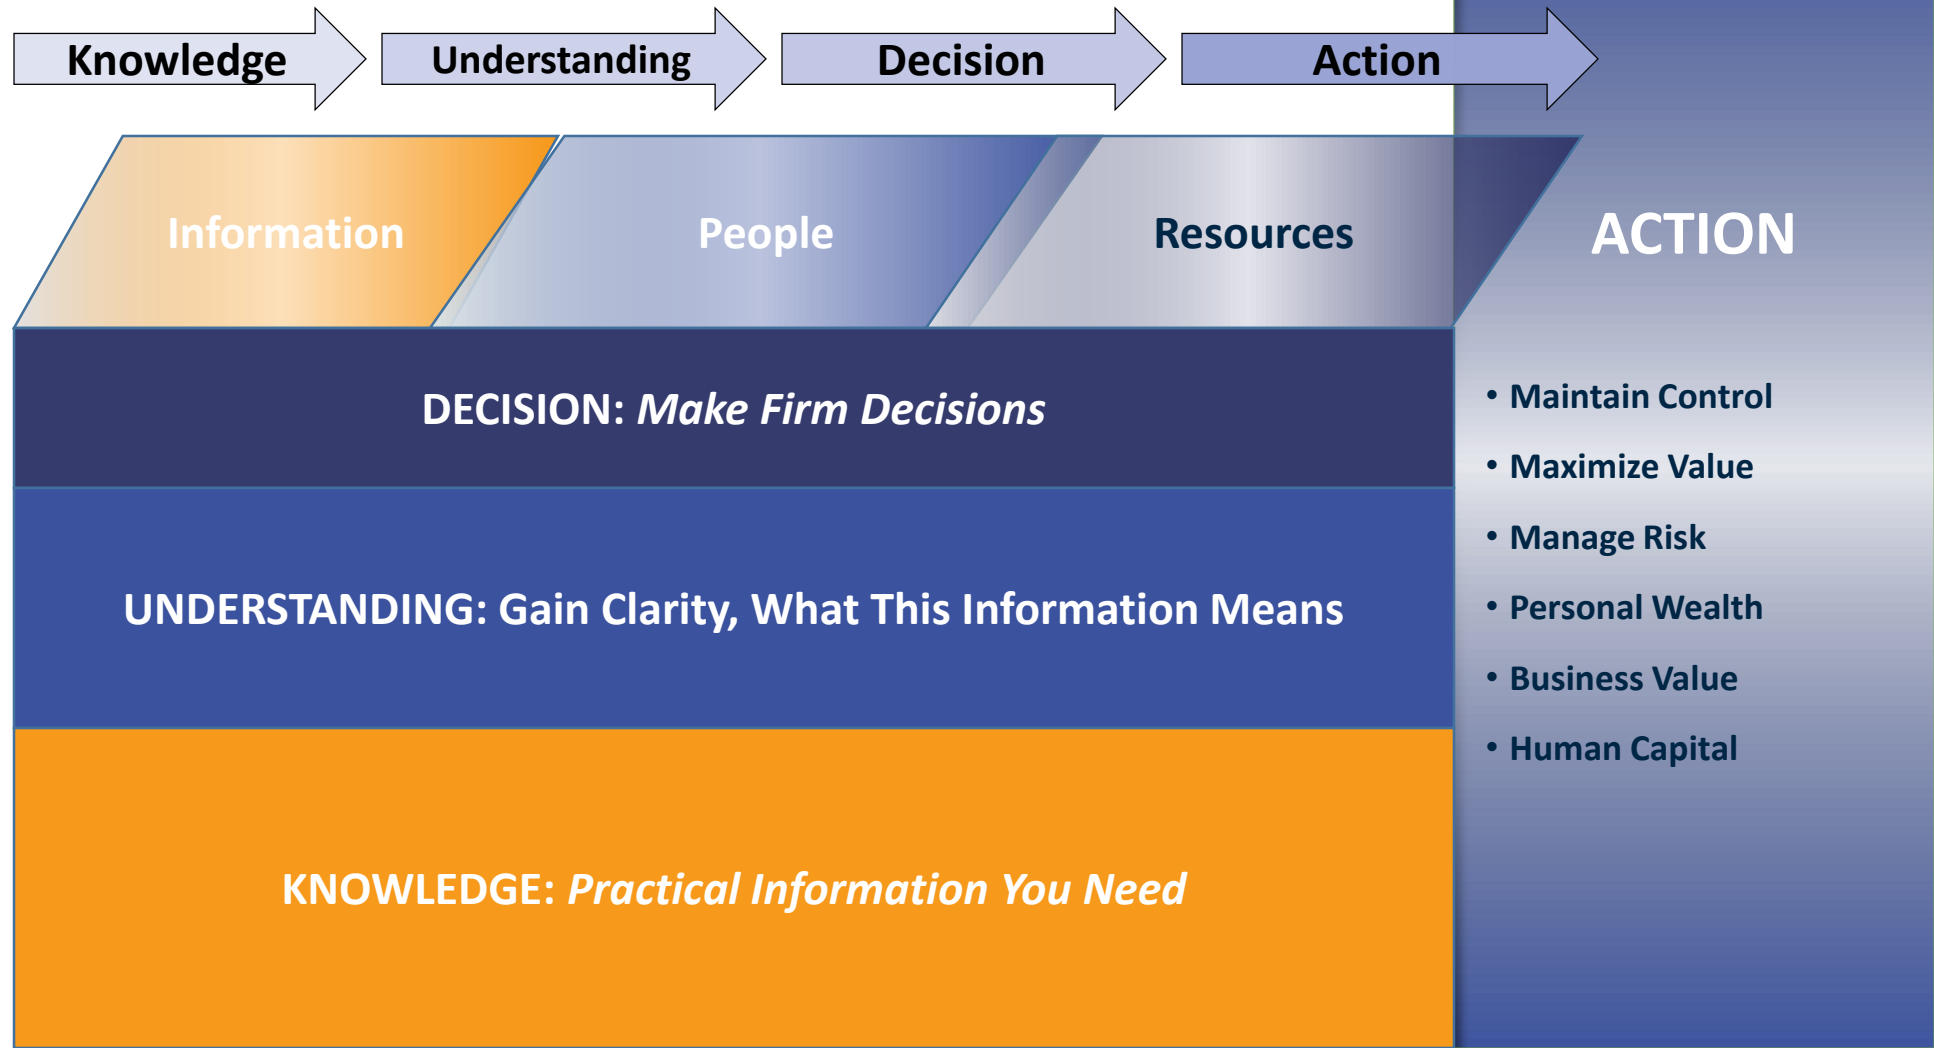 Knowledge
Understanding
Decision
Action
Information
People
Resources
ACTION
DECISION: Make Firm Decisions
UNDERSTANDING: Gain Clarity, What This Information Means
KNOWLEDGE: Practical Information You Need
• Maintain Control
• Maximize Value
• Manage Risk
• Personal Wealth
• Business Value
• Human Capital